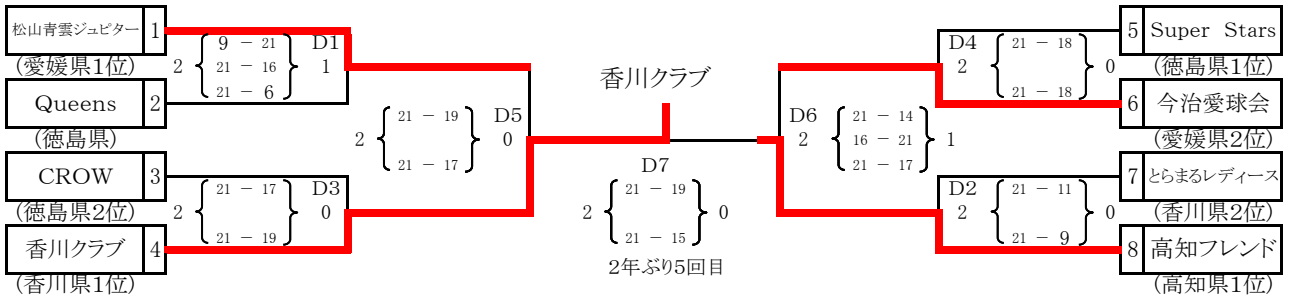 松山青雲ジュピター 1
(愛媛県1位)
Queens 2
(徳島県)
CROW 3
(徳島県2位)
香川クラブ 4
(香川県1位)
D1
2 9 - 21 1
21 - 16
21 - 6
D3
2 21 - 17 0
21 - 19
D5
2 21 - 19 0
21 - 17
香川クラブ
D7
2 21 - 19 0
21 - 15
2年ぶり5回目
D6
2 21 - 14 1
16 - 21
21 - 17
D4
2 21 - 18 0
21 - 18
D2
2 21 - 11 0
21 - 9
5 Super Stars
(徳島県1位)
6 今治愛球会
(愛媛県2位)
7 とらまるレディース
(香川県2位)
8 高知フレンド
(高知県1位)